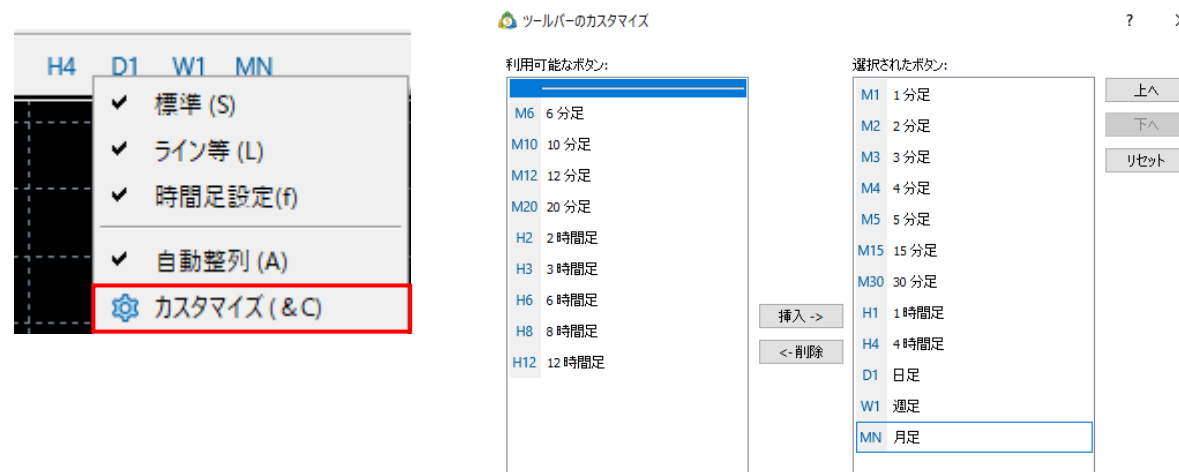 H4 D1 W1 MN
標準 (S)
ライン等 (L)
時間足設定(f)
自動整列 (A)
カスタマイズ ( & C)
ツールバーのカスタマイズ
?
利用可能なボタン:
M6 6 分足
M10 10 分足
M12 12 分足
M20 20 分足
H2 2 時間足
H3 3 時間足
H6 6 時間足
H8 8 時間足
H12 12 時間足
挿入 ->
<- 削除
選択されたボタン:
M1 1 分足
M2 2 分足
M3 3 分足
M4 4 分足
M5 5 分足
M15 15 分足
M30 30 分足
H1 1 時間足
H4 4 時間足
D1 日足
W1 週足
MN 月足
上へ
下へ
リセット